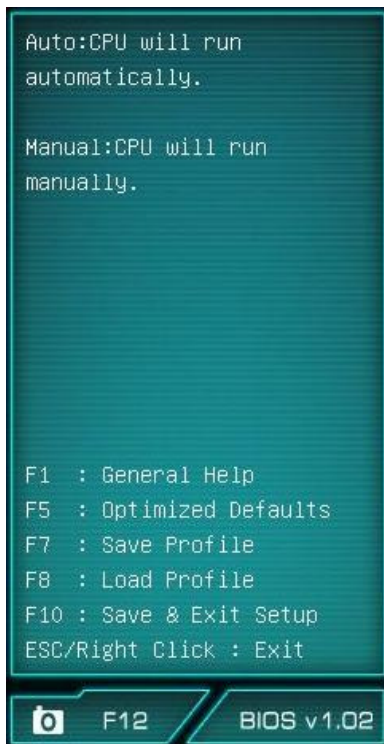 Auto:CPU will run
automatically.
Manual:CPU will run
manually.
F1 : General Help
F5 : Optimized Defaults
F7 : Save Profile
F8 : Load Profile
F10 : Save & Exit Setup
ESC/Right Click : Exit
F12
BIOS v1.02